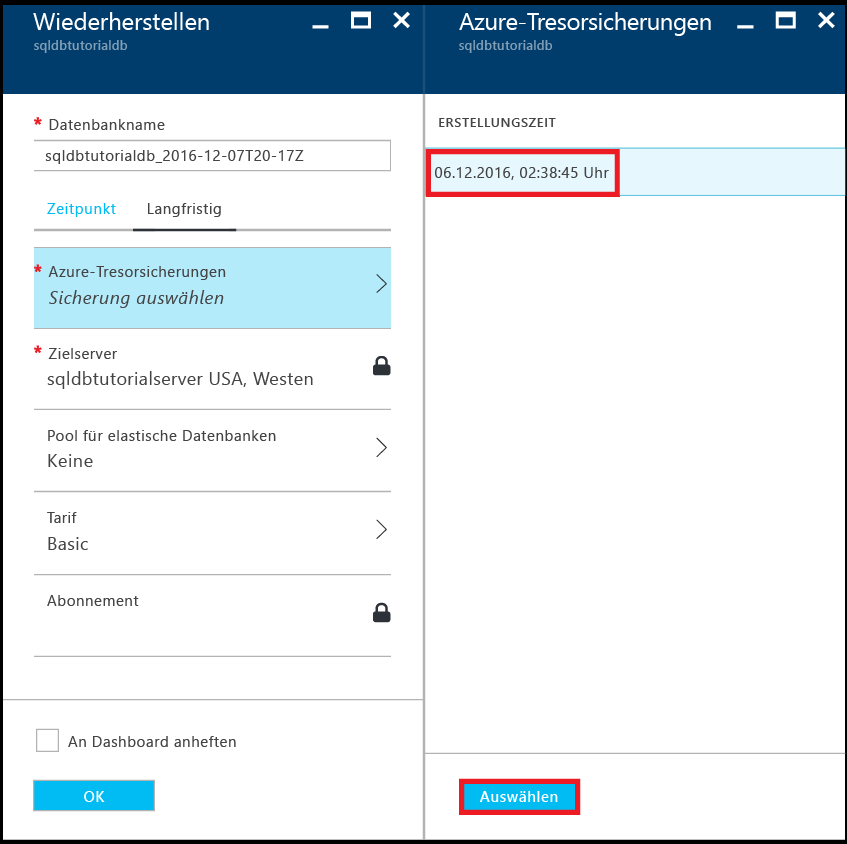 Wiederherstellen
sqldbtutorialdb
* Datenbankname
sqldbtutorialdb_2016-12-07T20-17Z
Zeitpunkt Langfristig
* Azure-Tresorsicherungen
Sicherung auswählen
* Zielserver
sqldbtutorialserver USA, Westen
Pool für elastische Datenbanken
Keine
Tarif
Basic
Abonnement
An Dashboard anheften
OK
Azure-Tresorsicherungen
sqldbtutorialdb
ERSTELLUNGSZEIT
06.12.2016, 02:38:45 Uhr
Auswählen